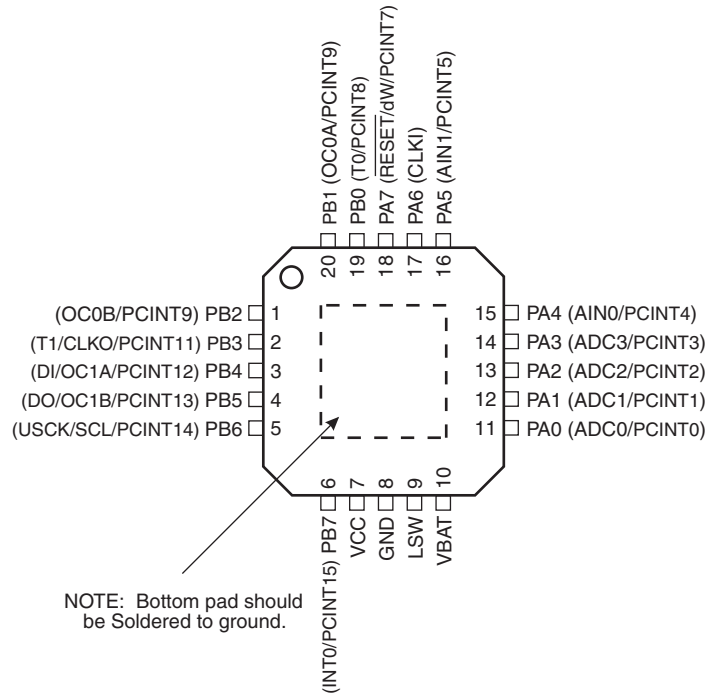 PB1 (OC0A/PCINT9)
PB0 (T0/PCINT8)
PA7 (RESET/dW/PCINT7)
PA6 (CLKI)
PA5 (AIN1/PCINT5)
20
19
18
17
16
(OC0B/PCINT9) PB2 1
(T1/CLKO/PCINT11) PB3 2
(DI/OC1A/PCINT12) PB4 3
(DO/OC1B/PCINT13) PB5 4
(USCK/SCL/PCINT14) PB6 5
15 PA4 (AIN0/PCINT4)
14 PA3 (ADC3/PCINT3)
13 PA2 (ADC2/PCINT2)
12 PA1 (ADC1/PCINT1)
11 PA0 (ADC0/PCINT0)
6
7
8
9
10
(INT0/PCINT15) PB7
VCC
GND
LSW
VBAT
NOTE: Bottom pad should
be Soldered to ground.